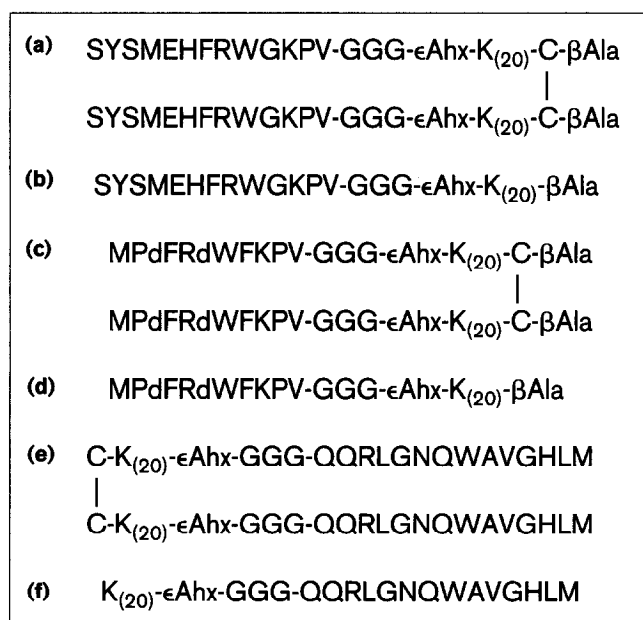 (a) SYSMEHFRWGKPV-GGG-εAhx-K(20)-C-βAla
|
SYSMEHFRWGKPV-GGG-εAhx-K(20)-C-βAla
(b) SYSMEHFRWGKPV-GGG-εAhx-K(20)-βAla
(c) MPdFRdWFKPV-GGG-εAhx-K(20)-C-βAla
|
MPdFRdWFKPV-GGG-εAhx-K(20)-C-βAla
(d) MPdFRdWFKPV-GGG-εAhx-K(20)-βAla
(e) C-K(20)-εAhx-GGG-QQRLGNQWAVGHLM
|
C-K(20)-εAhx-GGG-QQRLGNQWAVGHLM
(f) K(20)-εAhx-GGG-QQRLGNQWAVGHLM